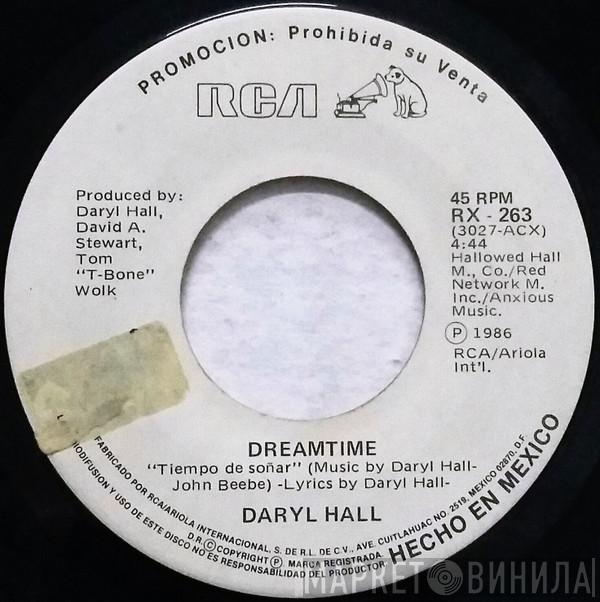 PROMOCION: Prohibida su Venta
RCA
Produced by:
Daryl Hall,
David A.
Stewart,
Tom
"T-Bone"
Wolk
45 RPM
RX - 263
(3027-ACX)
4:44
Hallowed Hall
M., Co./Red
Network M.
Inc./Anxious
Music.
Ⓟ 1986
RCA/Ariola
Int'l.
DREAMTIME
"Tiempo de soñar" (Music by Daryl Hall-
John Beebe) -Lyrics by Daryl Hall-
DARYL HALL
FABRICADO POR RCA/ARIOLA INTERNACIONAL, S. DE R.L. DE C.V., AVE. CUITLAHUAC NO. 2519, MEXICO 02870, D.F.
D.R. Ⓒ COPYRIGHT Ⓟ MARCA REGISTRADA
HECHO EN MEXICO
Y USO DE ESTE DISCO NO ES RESPONSABILIDAD DEL PRODUCTOR
МАРКЕТ ВИНИЛА